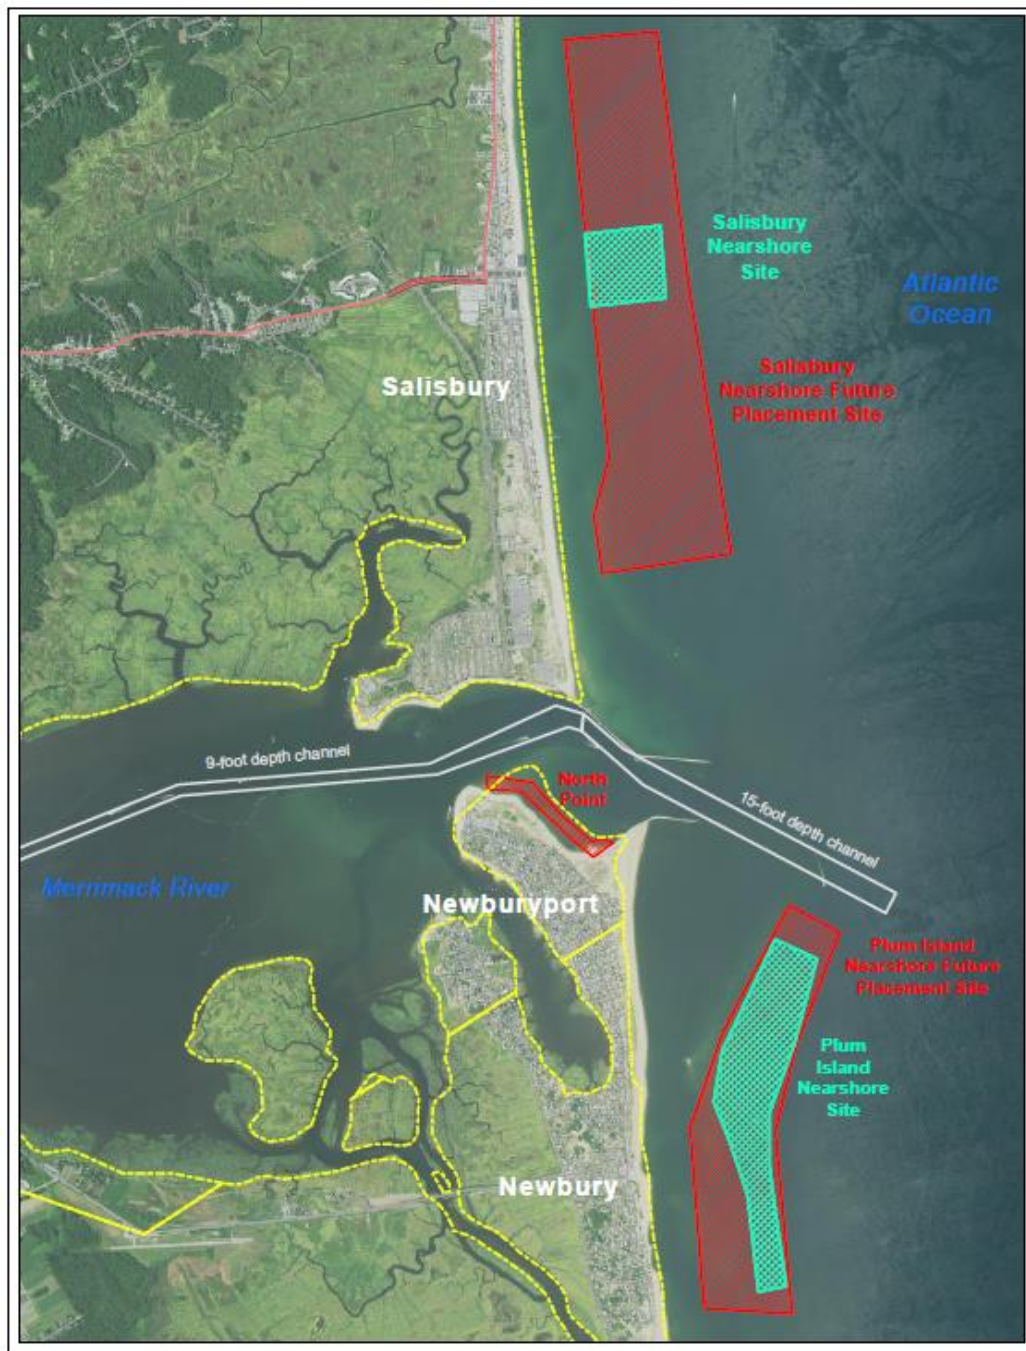 Salisbury
Nearshore
Site
Atlantic
Ocean
Salisbury
Nearshore Future
Placement Site
Salisbury
9-foot depth channel
North
Point
15-foot depth channel
Merrimack River
Newburyport
Plum Island
Nearshore Future
Placement Site
Plum
Island
Nearshore
Site
Newbury